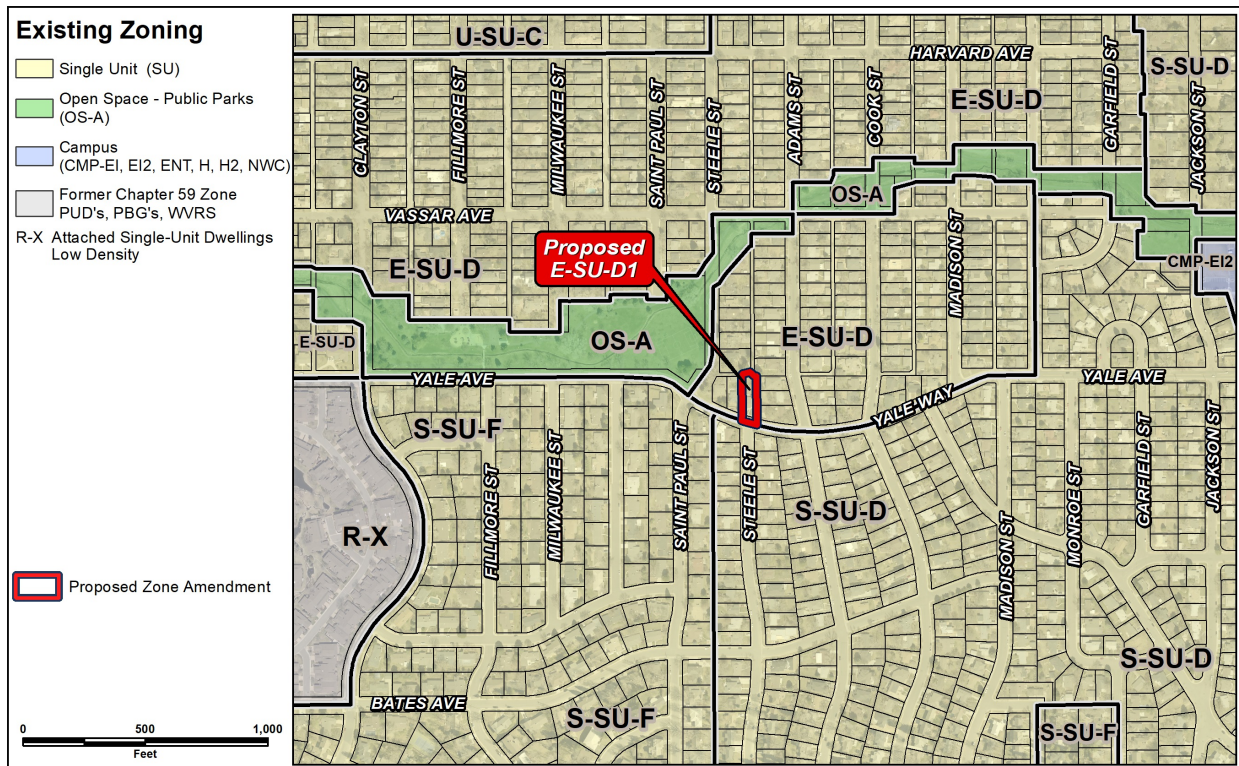 Existing Zoning
Single Unit (SU)
Open Space - Public Parks
(OS-A)
Campus
(CMP-EI, EI2, ENT, H, H2, NWC)
Former Chapter 59 Zone
PUD's, PBG's, WVRS
R-X Attached Single-Unit Dwellings
Low Density
Proposed Zone Amendment
0 500 1,000
Feet
U-SU-C
HARVARD AVE
S-SU-D
CLAYTON ST
FILLMORE ST
MILWAUKEE ST
SAINT PAUL ST
STEELE ST
ADAMS ST
COOK ST
E-SU-D
GARFIELD ST
JACKSON ST
OS-A
VASSAR AVE
MADISON ST
Proposed
E-SU-D1
E-SU-D
CMP-EI2
E-SU-D
OS-A
E-SU-D
YALE AVE
YALE AVE
YALE WAY
S-SU-F
FILLMORE ST
MILWAUKEE ST
SAINT PAUL ST
STEELE ST
S-SU-D
MADISON ST
MONROE ST
GARFIELD ST
JACKSON ST
R-X
S-SU-D
BATES AVE
S-SU-F
S-SU-F